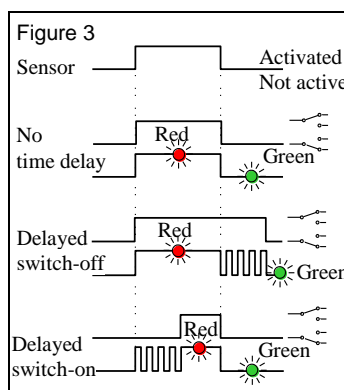 Figure 3
Sensor
Activated
Not active
No
time delay
Red
Green
Delayed
switch-off
Red
Green
Delayed
switch-on
Red
Green